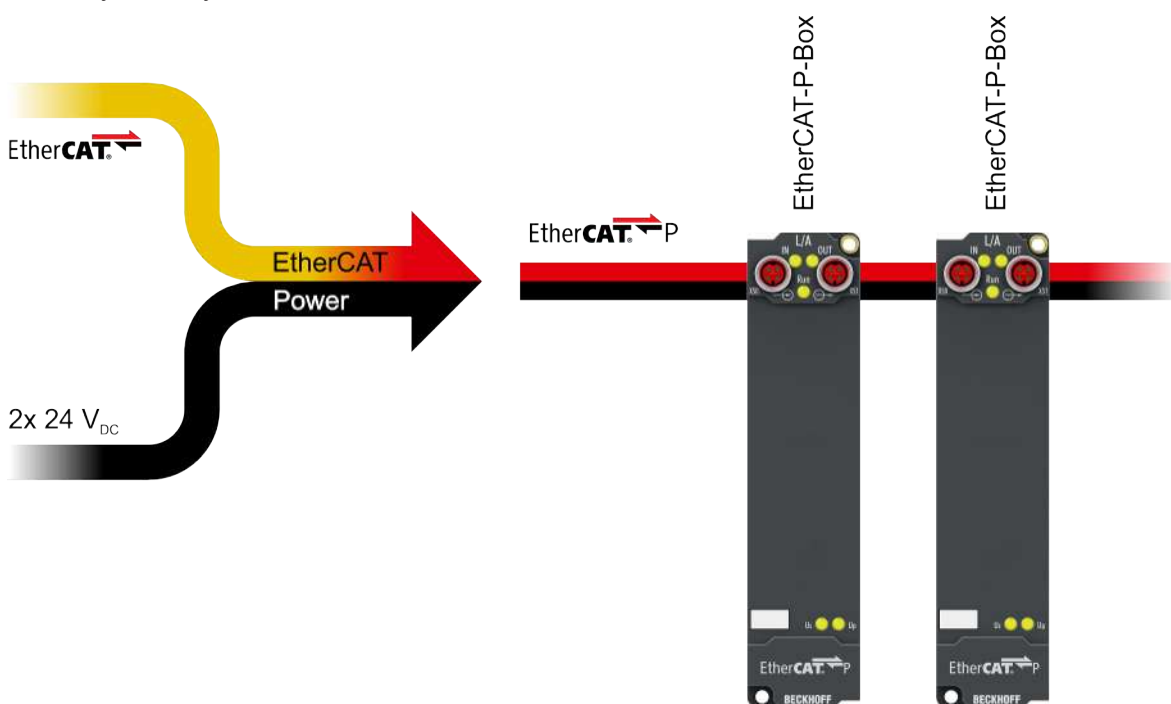 EtherCAT®
EtherCAT
Power
2x 24 VDC
EtherCAT® P
EtherCAT-P-Box
EtherCAT-P-Box
L/A
IN OUT
Run
L/A
IN OUT
Run
Us Up
EtherCAT P
BECKHOFF
Us Up
EtherCAT P
BECKHOFF